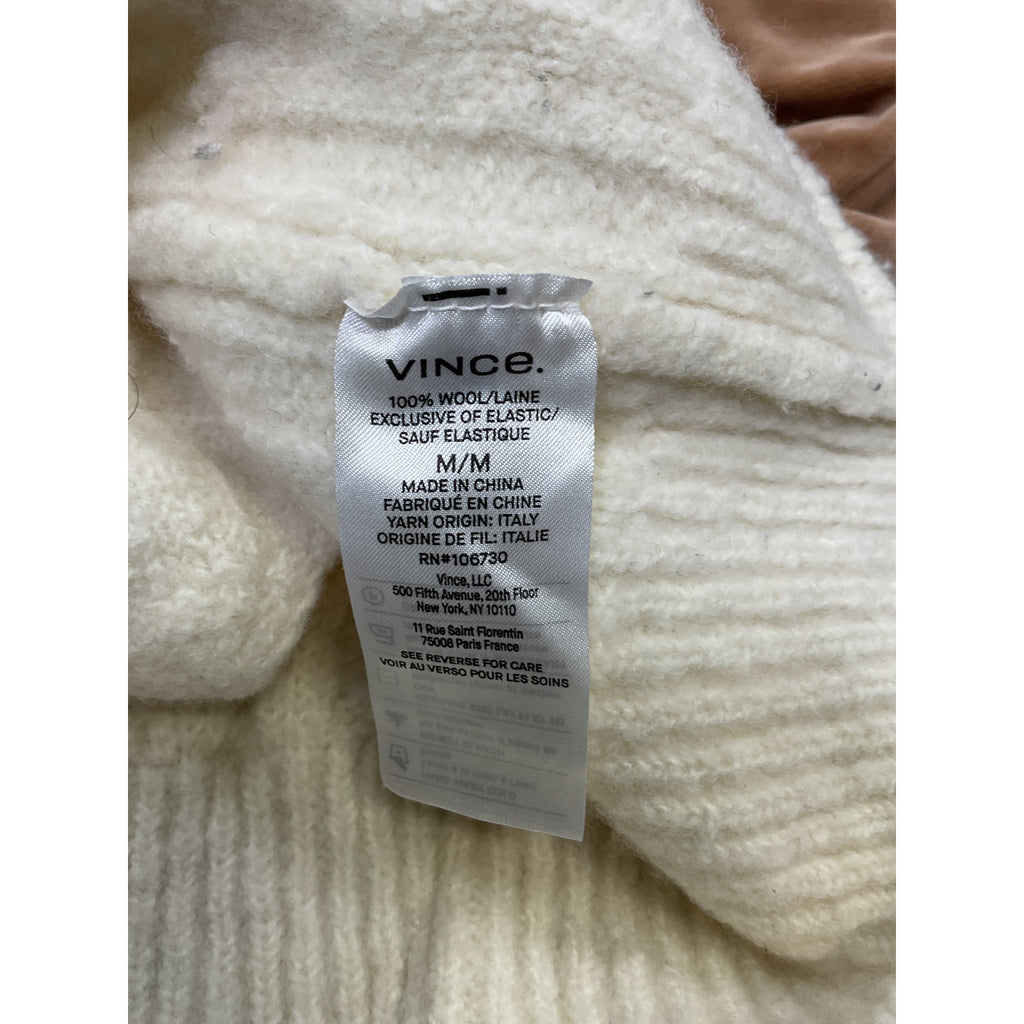 VINCE.
100% WOOL/LAINE
EXCLUSIVE OF ELASTIC/
SAUF ELASTIQUE
M/M
MADE IN CHINA
FABRIQUÉ EN CHINE
YARN ORIGIN: ITALY
ORIGINE DE FIL: ITALIE
RN#106730
Vince, LLC
500 Fifth Avenue, 20th Floor
New York, NY 10110
11 Rue Saint Florentin
75008 Paris France
SEE REVERSE FOR CARE
VOIR AU VERSO POUR LES SOINS